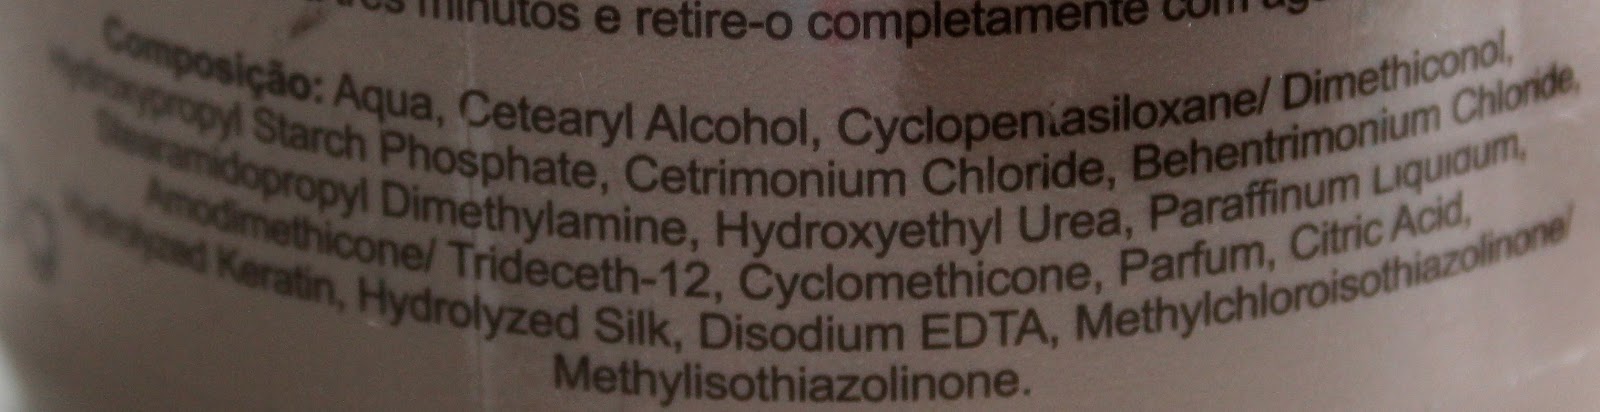 minutos e retire-o completamente com
Composição: Aqua, Cetearyl Alcohol, Cyclopentasiloxane/ Dimethiconol,
Hydroxypropyl Starch Phosphate, Cetrimonium Chloride, Behentrimonium Chloride,
Stearamidopropyl Dimethylamine, Hydroxyethyl Urea, Paraffinum Liquidum,
Amodimethicone/ Trideceth-12, Cyclomethicone, Parfum, Citric Acid,
Hydrolyzed Keratin, Hydrolyzed Silk, Disodium EDTA, Methylchloroisothiazolinone/
Methylisothiazolinone.